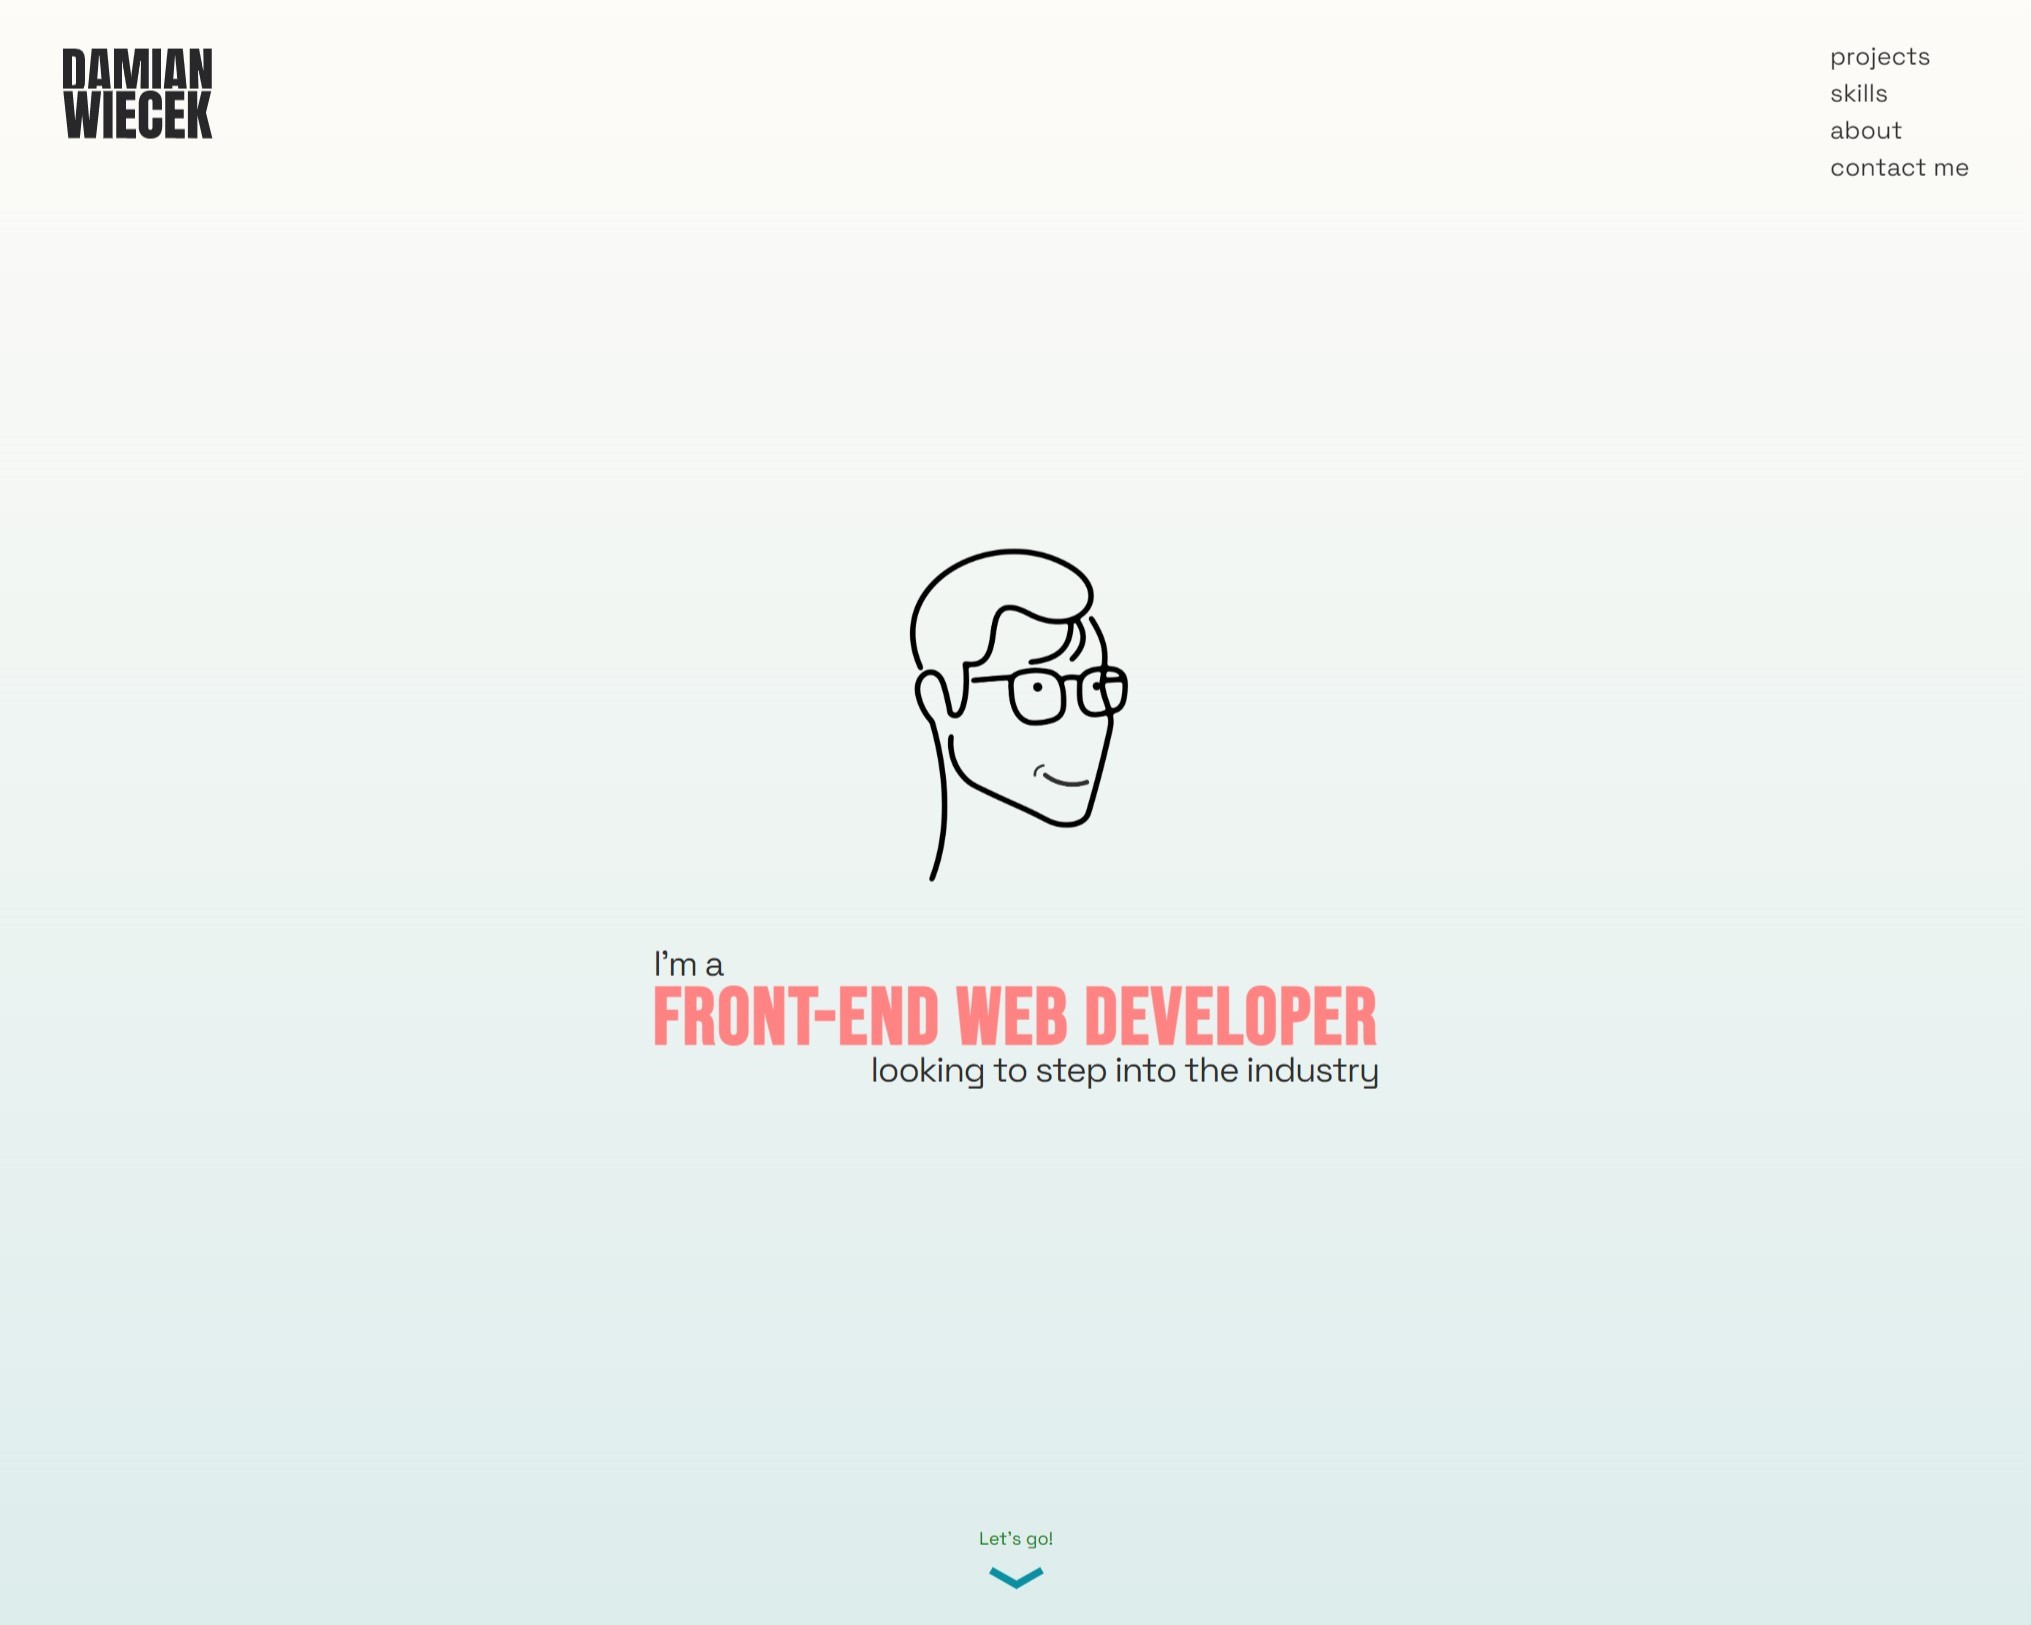 DAMIAN
WIECEK
projects
skills
about
contact me
I'm a
FRONT-END WEB DEVELOPER
looking to step into the industry
Let's go!